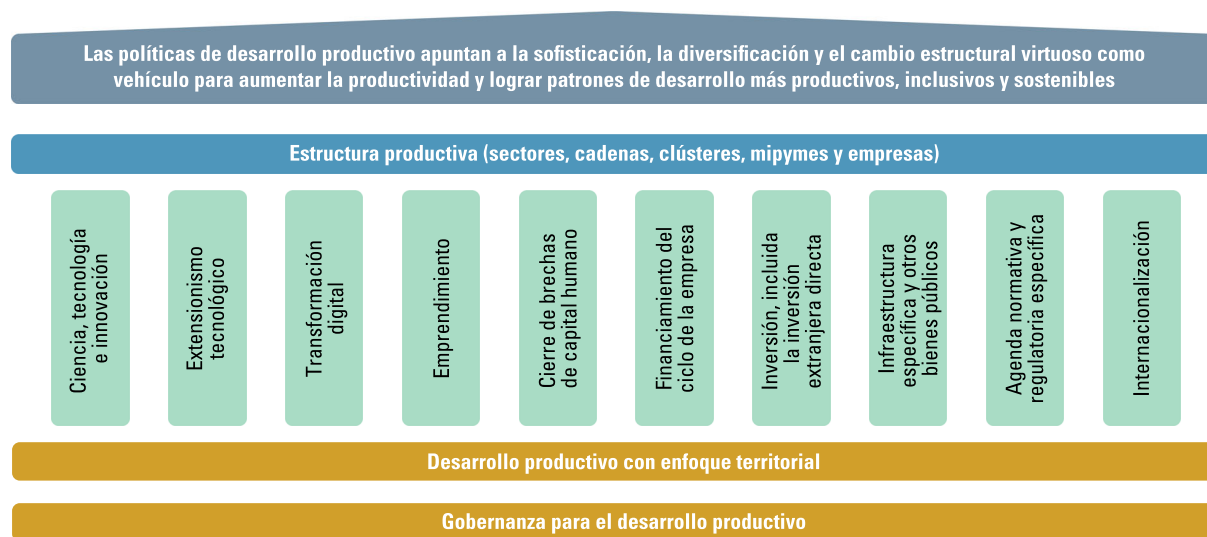 Las políticas de desarrollo productivo apuntan a la sofisticación, la diversificación y el cambio estructural virtuoso como
vehículo para aumentar la productividad y lograr patrones de desarrollo más productivos, inclusivos y sostenibles
Estructura productiva (sectores, cadenas, clústeres, mipymes y empresas)
Ciencia, tecnología
e innovación
Extensionismo
tecnológico
Transformación
digital
Emprendimiento
Cierre de brechas
de capital humano
Financiamiento del
ciclo de la empresa
Inversión, incluida
la inversión
extranjera directa
Infraestructura
específica y otros
bienes públicos
Agenda normativa y
regulatoria específica
Internacionalización
Desarrollo productivo con enfoque territorial
Gobernanza para el desarrollo productivo